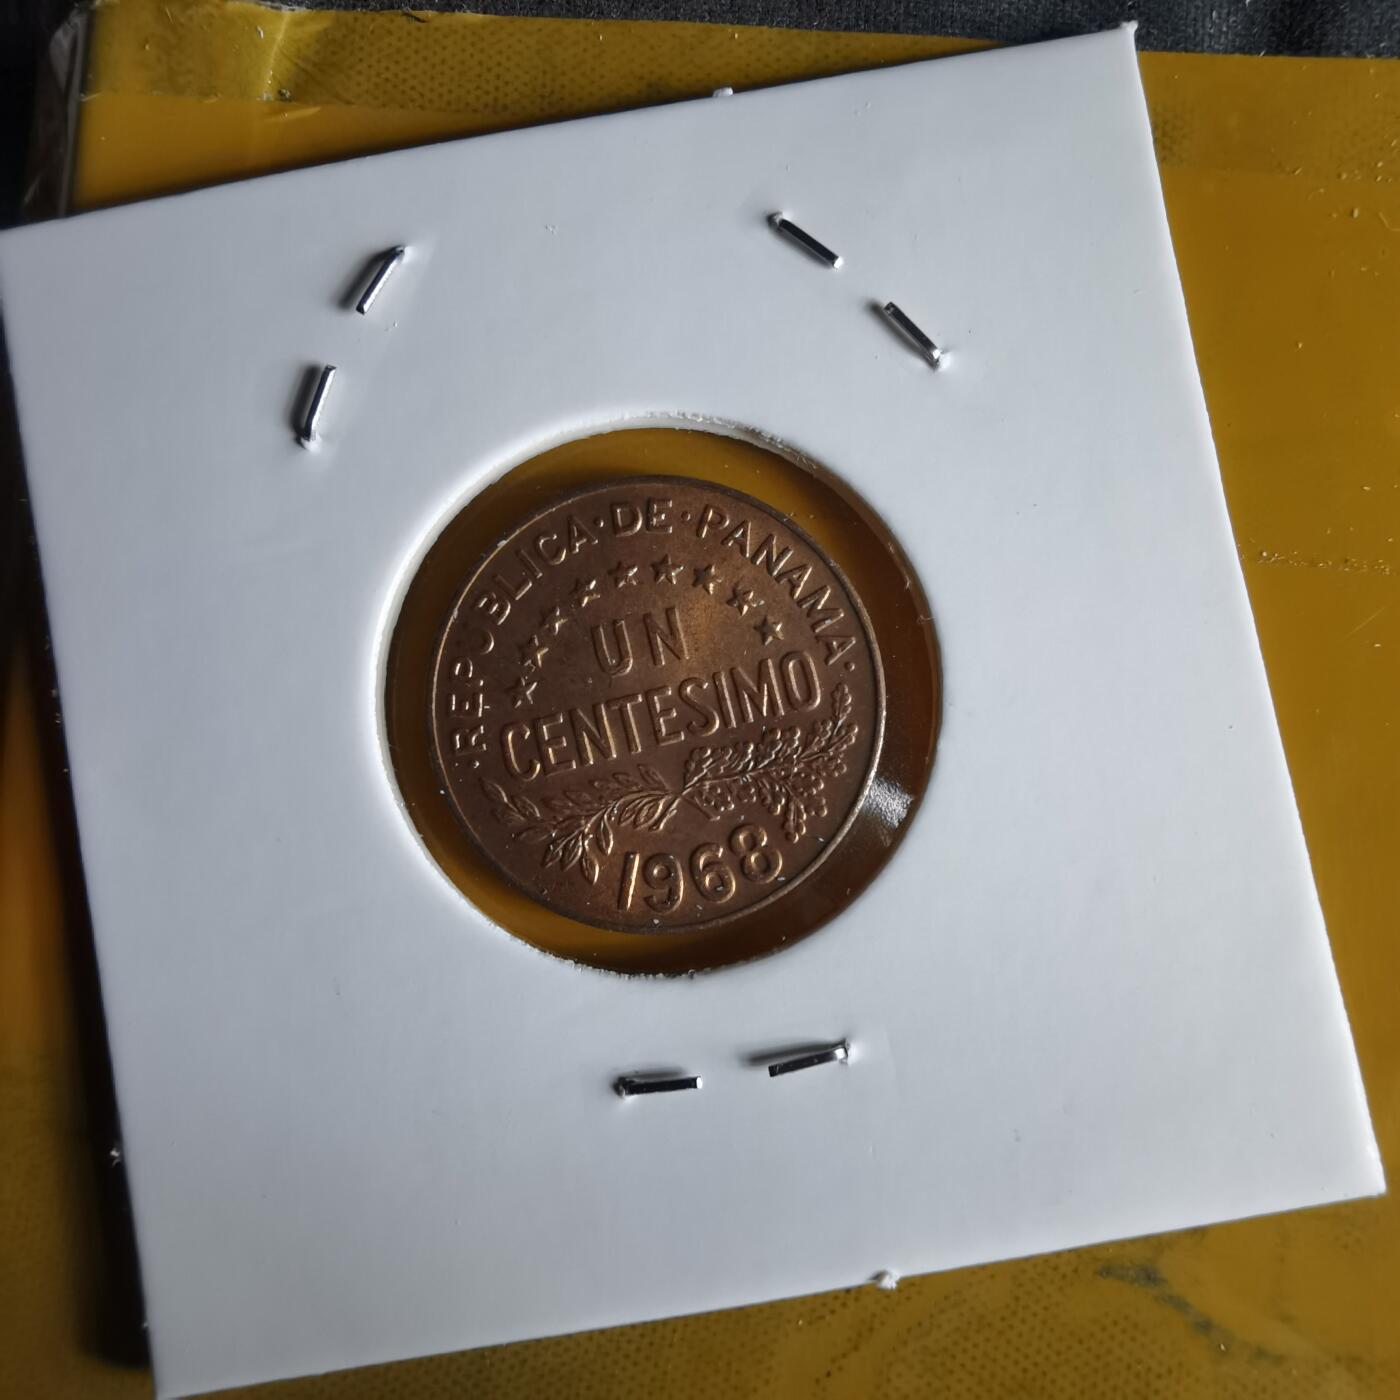 ·REPUBLICA·DE·PANAMA·
UN
CENTESIMO
1968